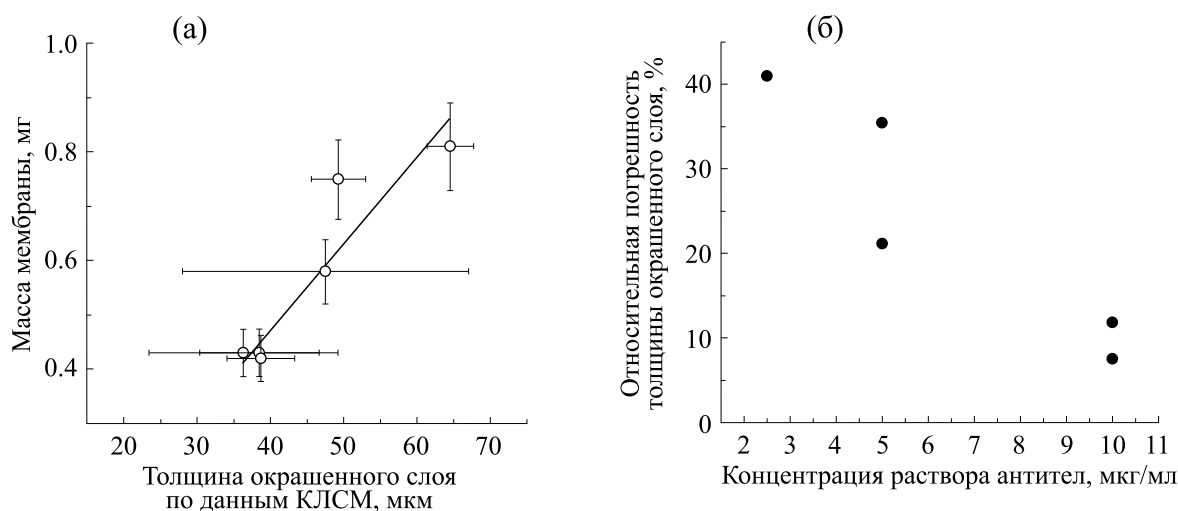 (а)
Масса мембраны, мг
1.0
0.8
0.6
0.4
20 30 40 50 60 70
Толщина окрашенного слоя
по данным КЛСМ, мкм
(б)
Относительная погрешность
толщины окрашенного слоя, %
40
30
20
10
0
2 3 4 5 6 7 8 9 10 11
Концентрация раствора антител, мкг/мл